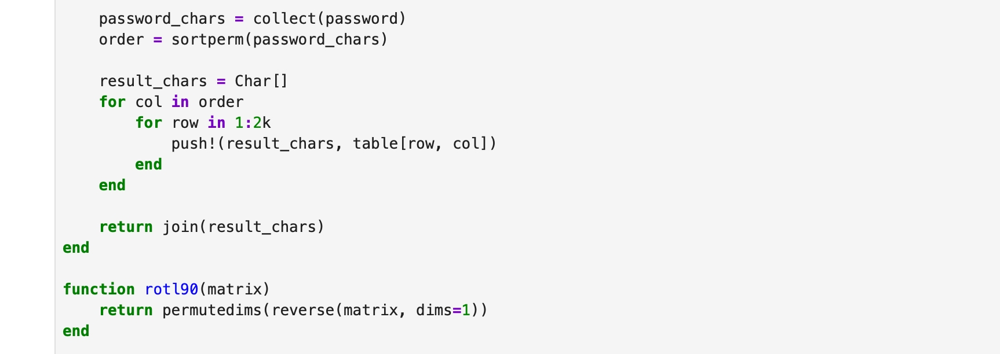 password_chars = collect(password)
    order = sortperm(password_chars)

    result_chars = Char[]
    for col in order
        for row in 1:2k
            push!(result_chars, table[row, col])
        end
    end

    return join(result_chars)
end

function rotl90(matrix)
    return permutedims(reverse(matrix, dims=1))
end